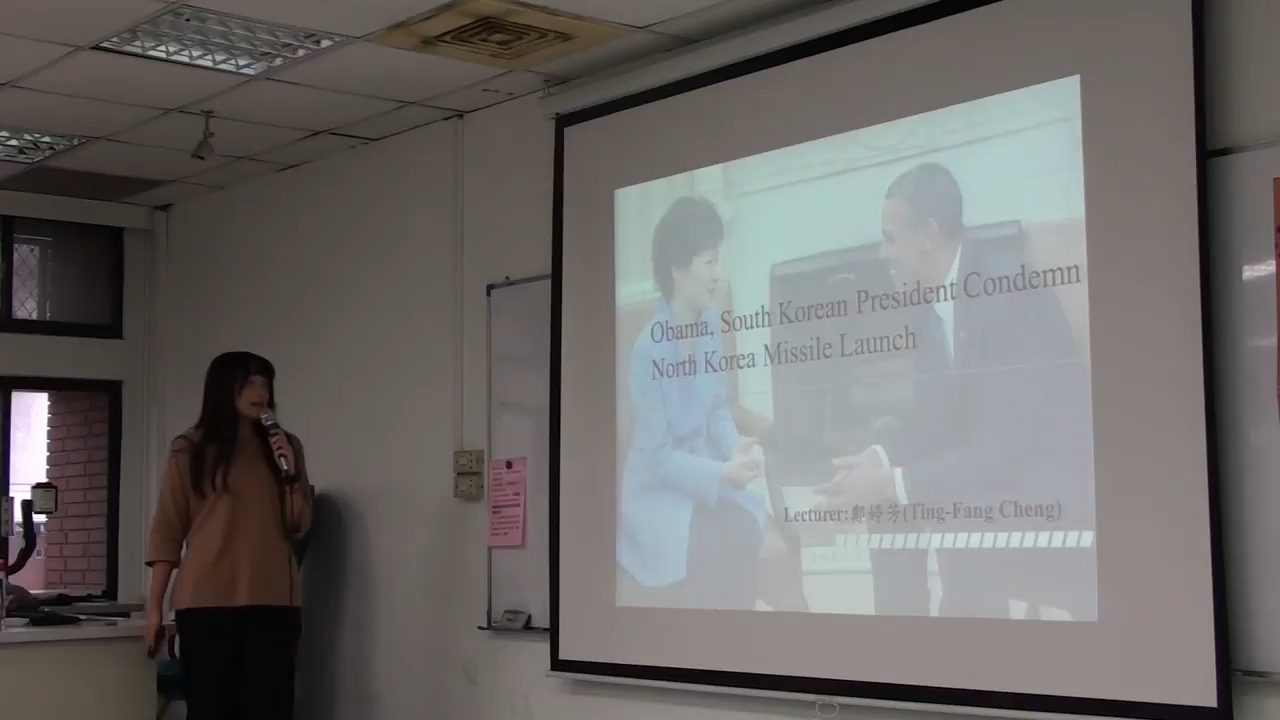 Obama, South Korean President Condemn
North Korea Missile Launch
Lecturer:鄭婷芳(Ting-Fang Cheng)